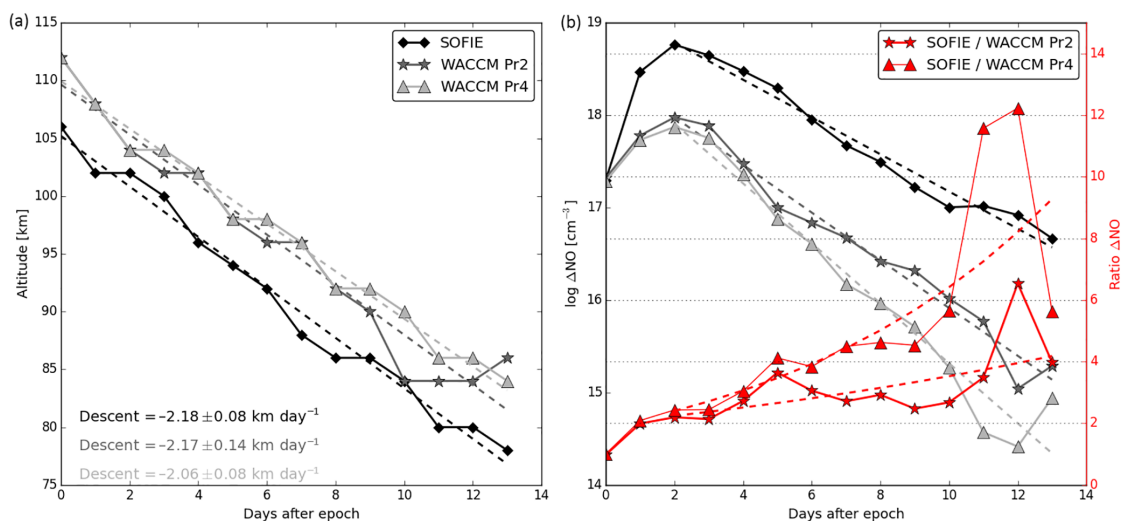 (a)
115
110
105
100
95
90
85
80
75
Altitude [km]
SOFIE
WACCM Pr2
WACCM Pr4
Descent = –2.18 ± 0.08 km day⁻¹
Descent = –2.17 ± 0.14 km day⁻¹
Descent = –2.06 ± 0.08 km day⁻¹
0 2 4 6 8 10 12 14
Days after epoch
(b)
19
18
17
16
15
14
log ΔNO [cm⁻³]
SOFIE / WACCM Pr2
SOFIE / WACCM Pr4
14
12
10
8
6
4
2
0
Ratio ΔNO
0 2 4 6 8 10 12 14
Days after epoch